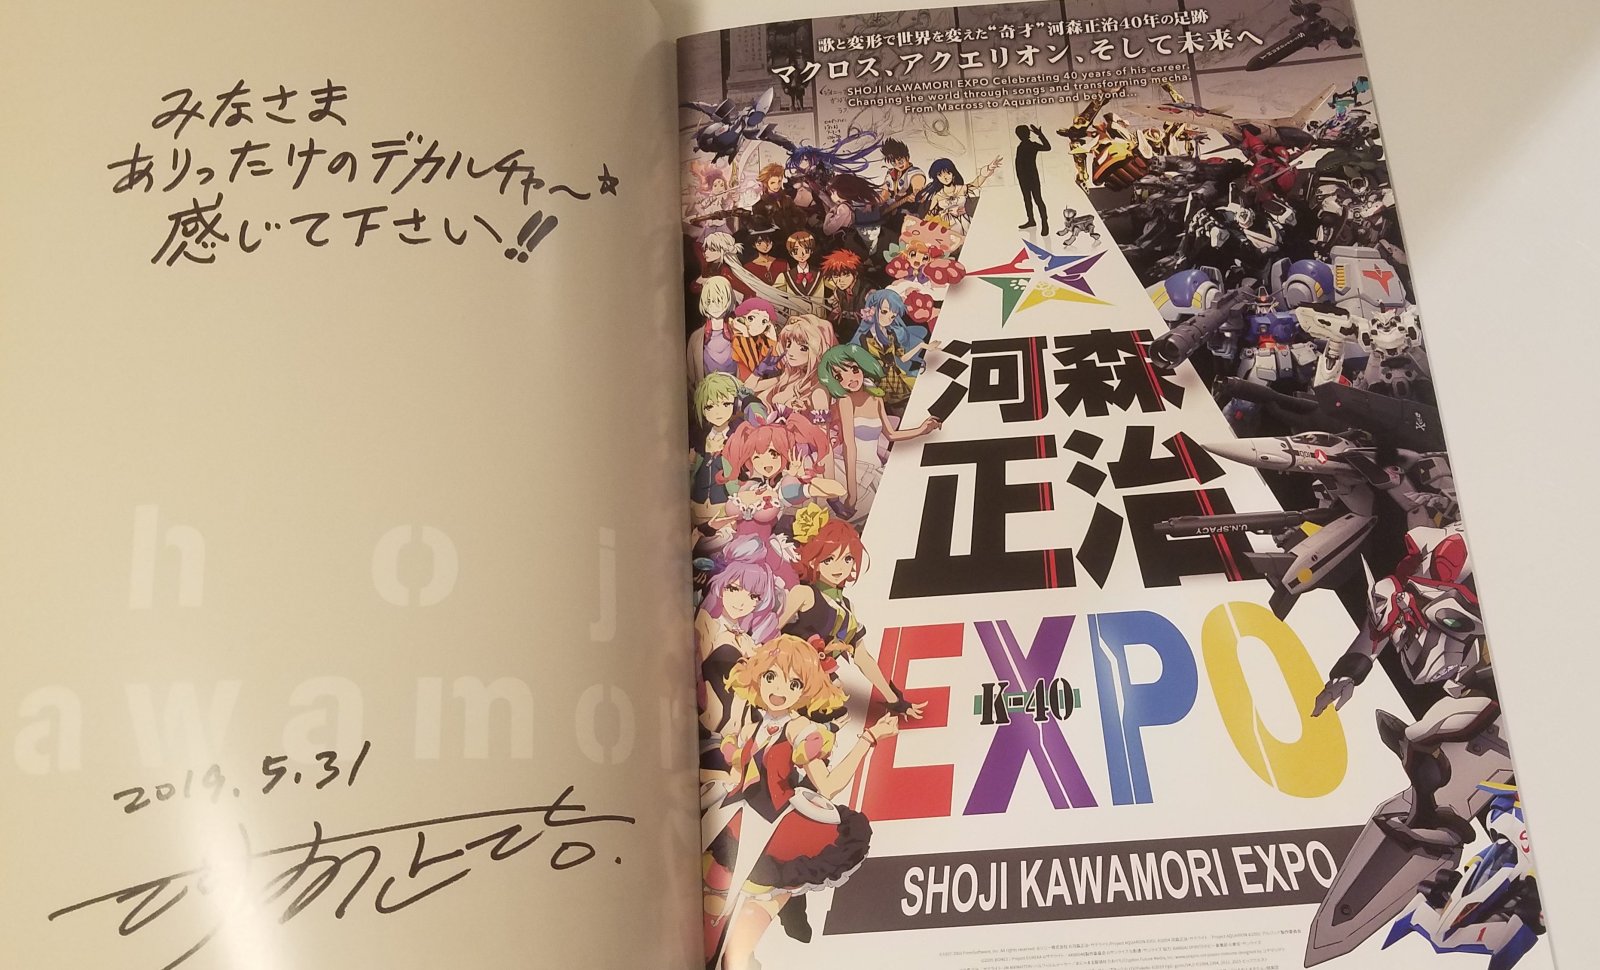 みなさま
ありったけのデカルチャ〜☆
感じて下さい!!
hoj
awamor
2019.5.31
歌と変形で世界を変えた"奇才"河森正治40年の足跡
マクロス、アクエリオン、そして未来へ
SHOJI KAWAMORI EXPO Celebrating 40 years of his career.
Changing the world through songs and transforming mecha.
From Macross to Aquarion and beyond...
河森
正治
U.N.SPACY
EXPO
K-40
SHOJI KAWAMORI EXPO